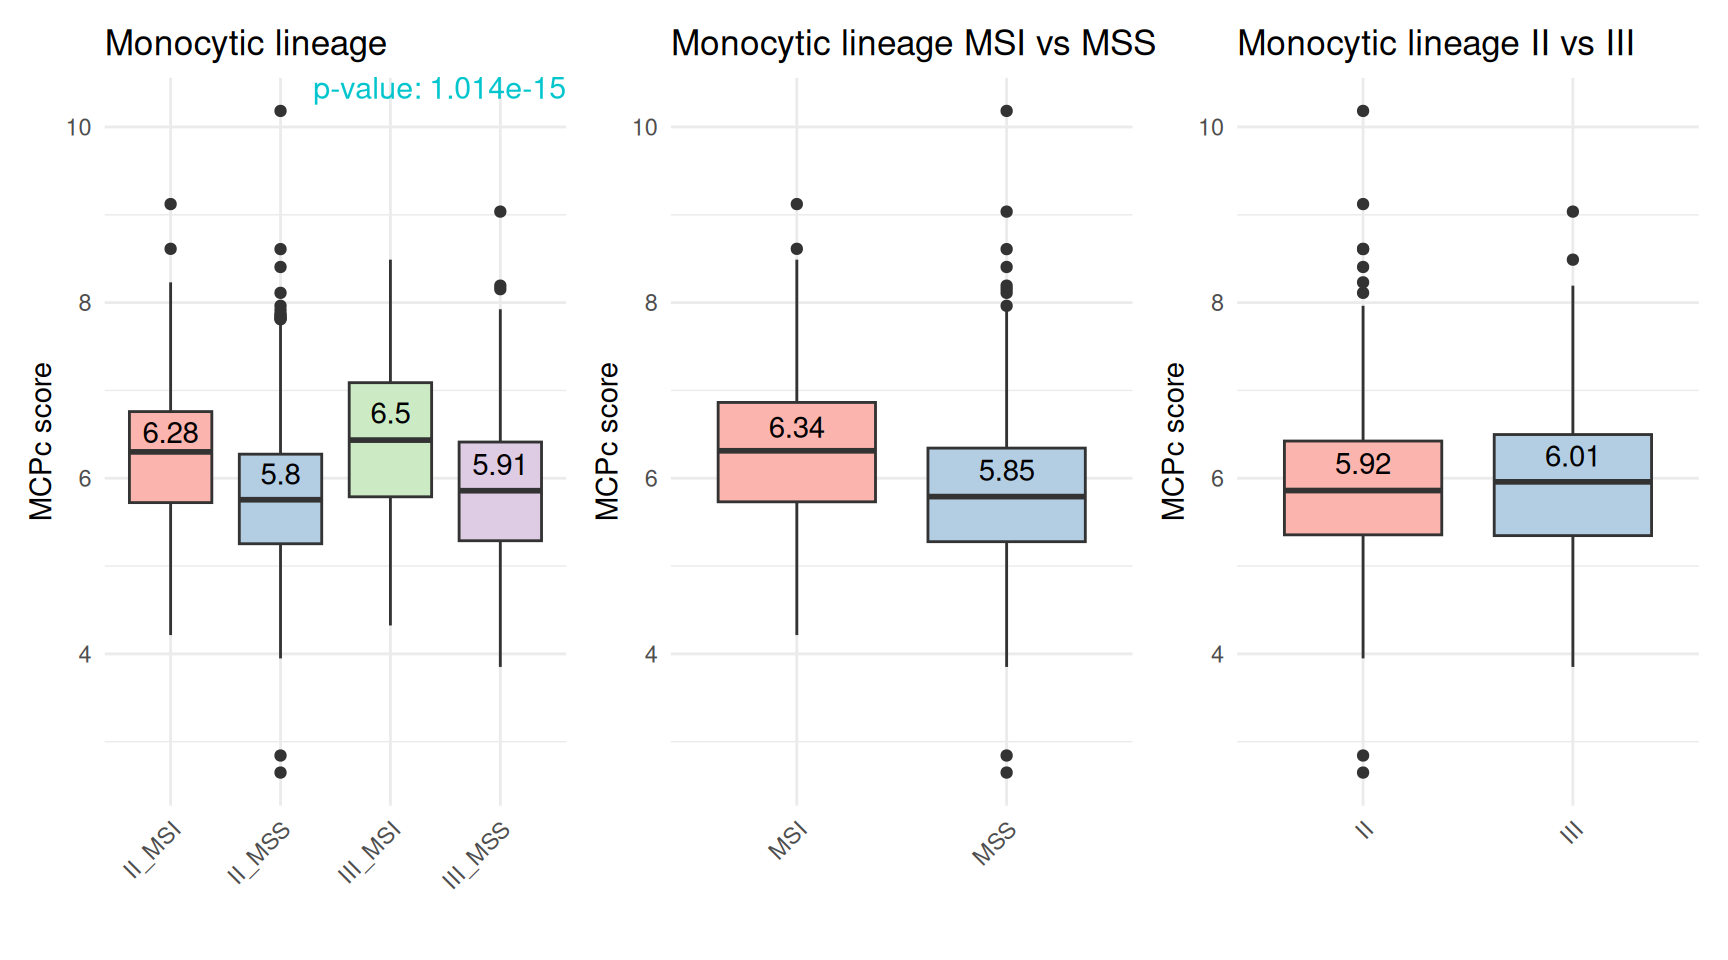 Monocytic lineage
p-value: 1.014e-15
MCPc score
10
8
6
4
6.28
5.8
6.5
5.91
II_MSI
II_MSS
III_MSI
III_MSS
Monocytic lineage MSI vs MSS
MCPc score
10
8
6
4
6.34
5.85
MSI
MSS
Monocytic lineage II vs III
MCPc score
10
8
6
4
5.92
6.01
II
III